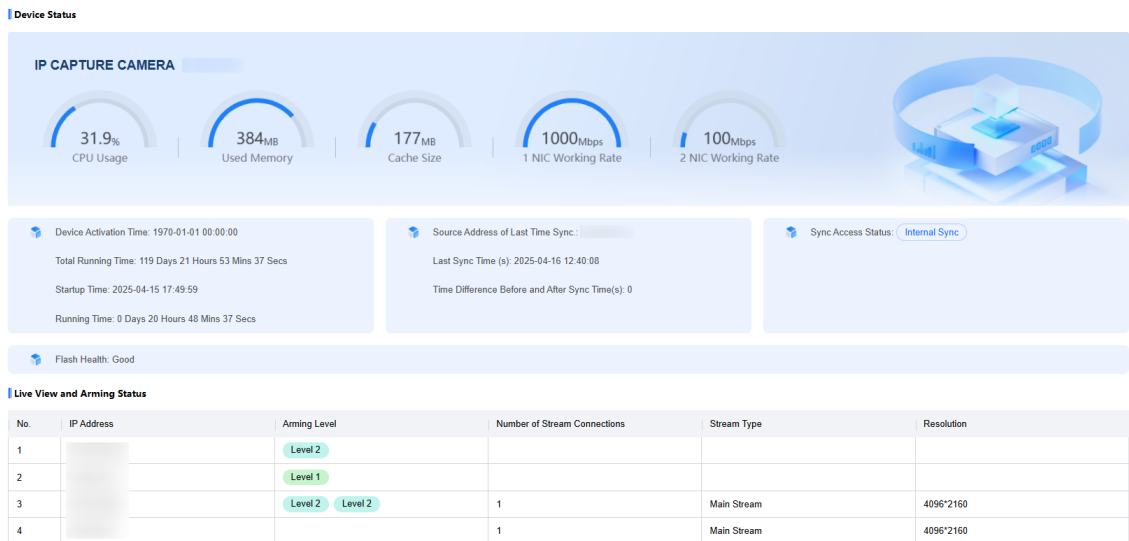 Device Status
IP CAPTURE CAMERA
31.9%
CPU Usage
384MB
Used Memory
177MB
Cache Size
1000Mbps
1 NIC Working Rate
100Mbps
2 NIC Working Rate
Device Activation Time: 1970-01-01 00:00:00
Total Running Time: 119 Days 21 Hours 53 Mins 37 Secs
Startup Time: 2025-04-15 17:49:59
Running Time: 0 Days 20 Hours 48 Mins 37 Secs
Source Address of Last Time Sync.:
Last Sync Time (s): 2025-04-16 12:40:08
Time Difference Before and After Sync Time(s): 0
Sync Access Status: Internal Sync
Flash Health: Good
Live View and Arming Status
No. IP Address Arming Level Number of Stream Connections Stream Type Resolution
1 Level 2
2 Level 1
3 Level 2 Level 2 1 Main Stream 4096*2160
4 1 Main Stream 4096*2160